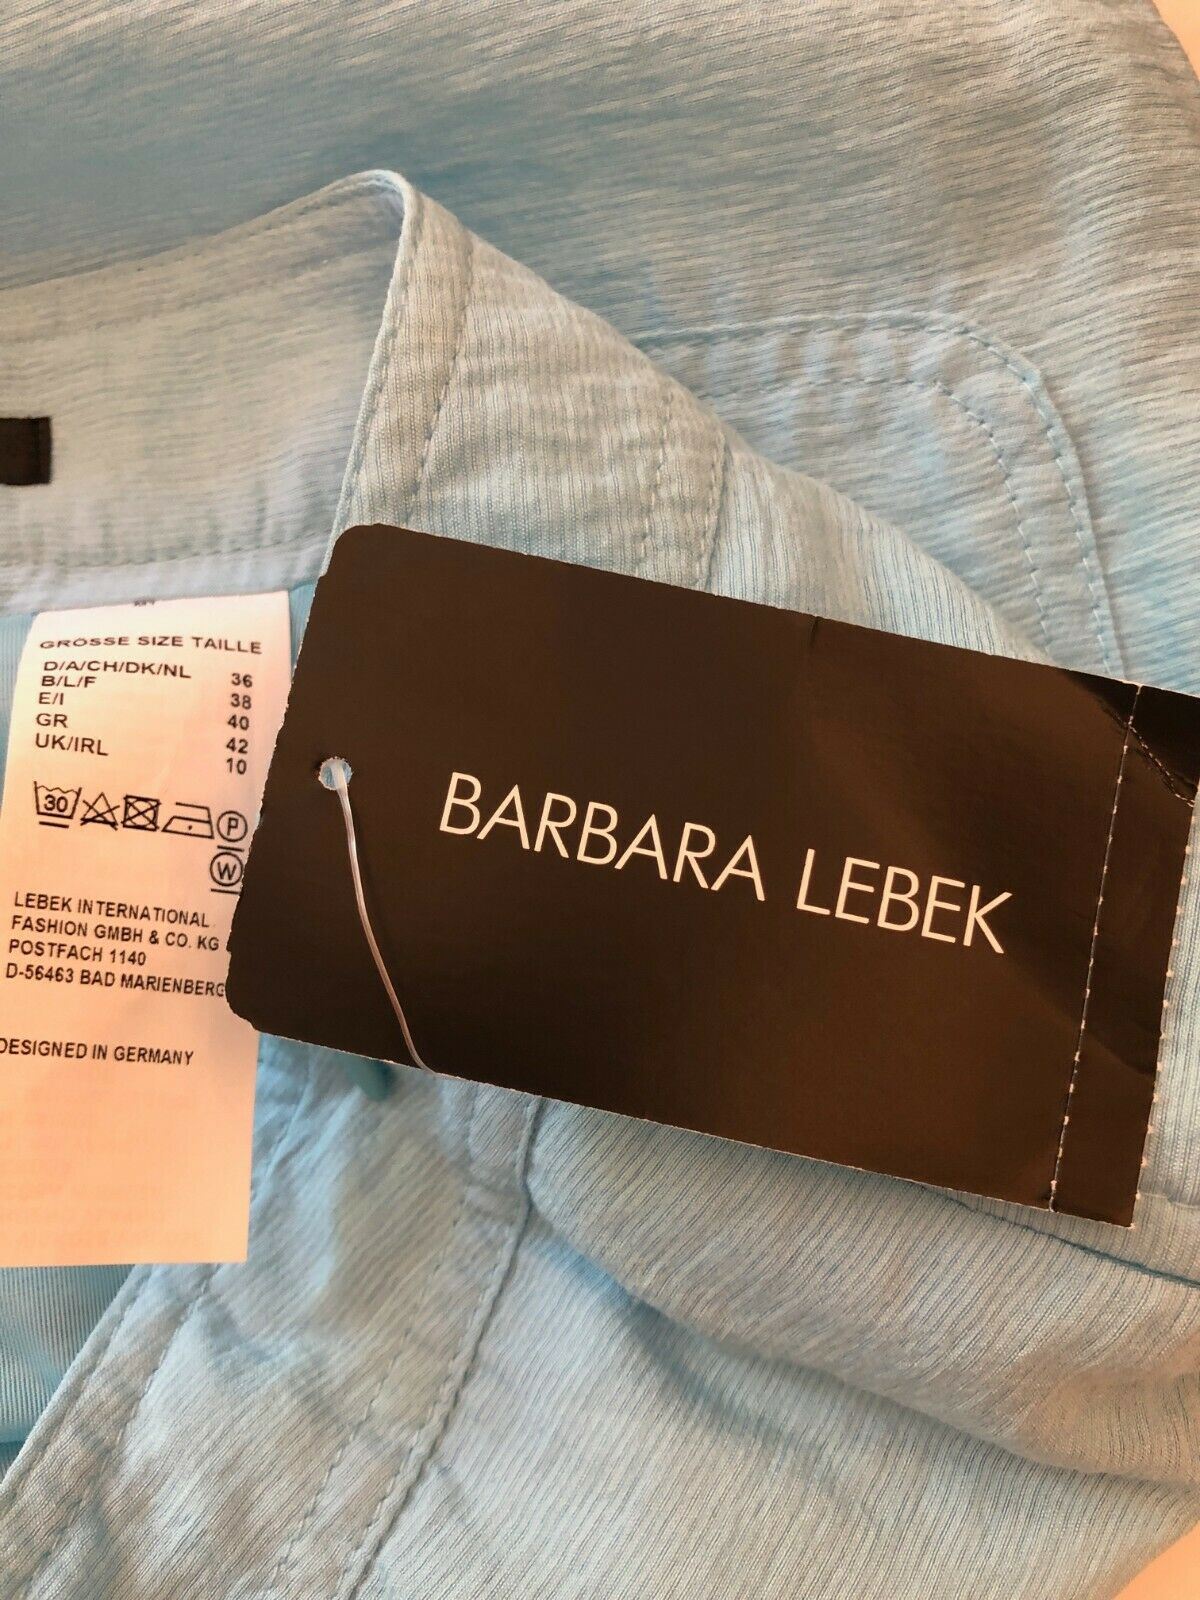 GRÖSSE SIZE TAILLE
D/A/CH/DK/NL 36
B/L/F 38
E/I 40
GR 42
UK/IRL 10
30
P
W
LEBEK INTERNATIONAL
FASHION GMBH & CO. KG
POSTFACH 1140
D-56463 BAD MARIENBERG
DESIGNED IN GERMANY
BARBARA LEBEK